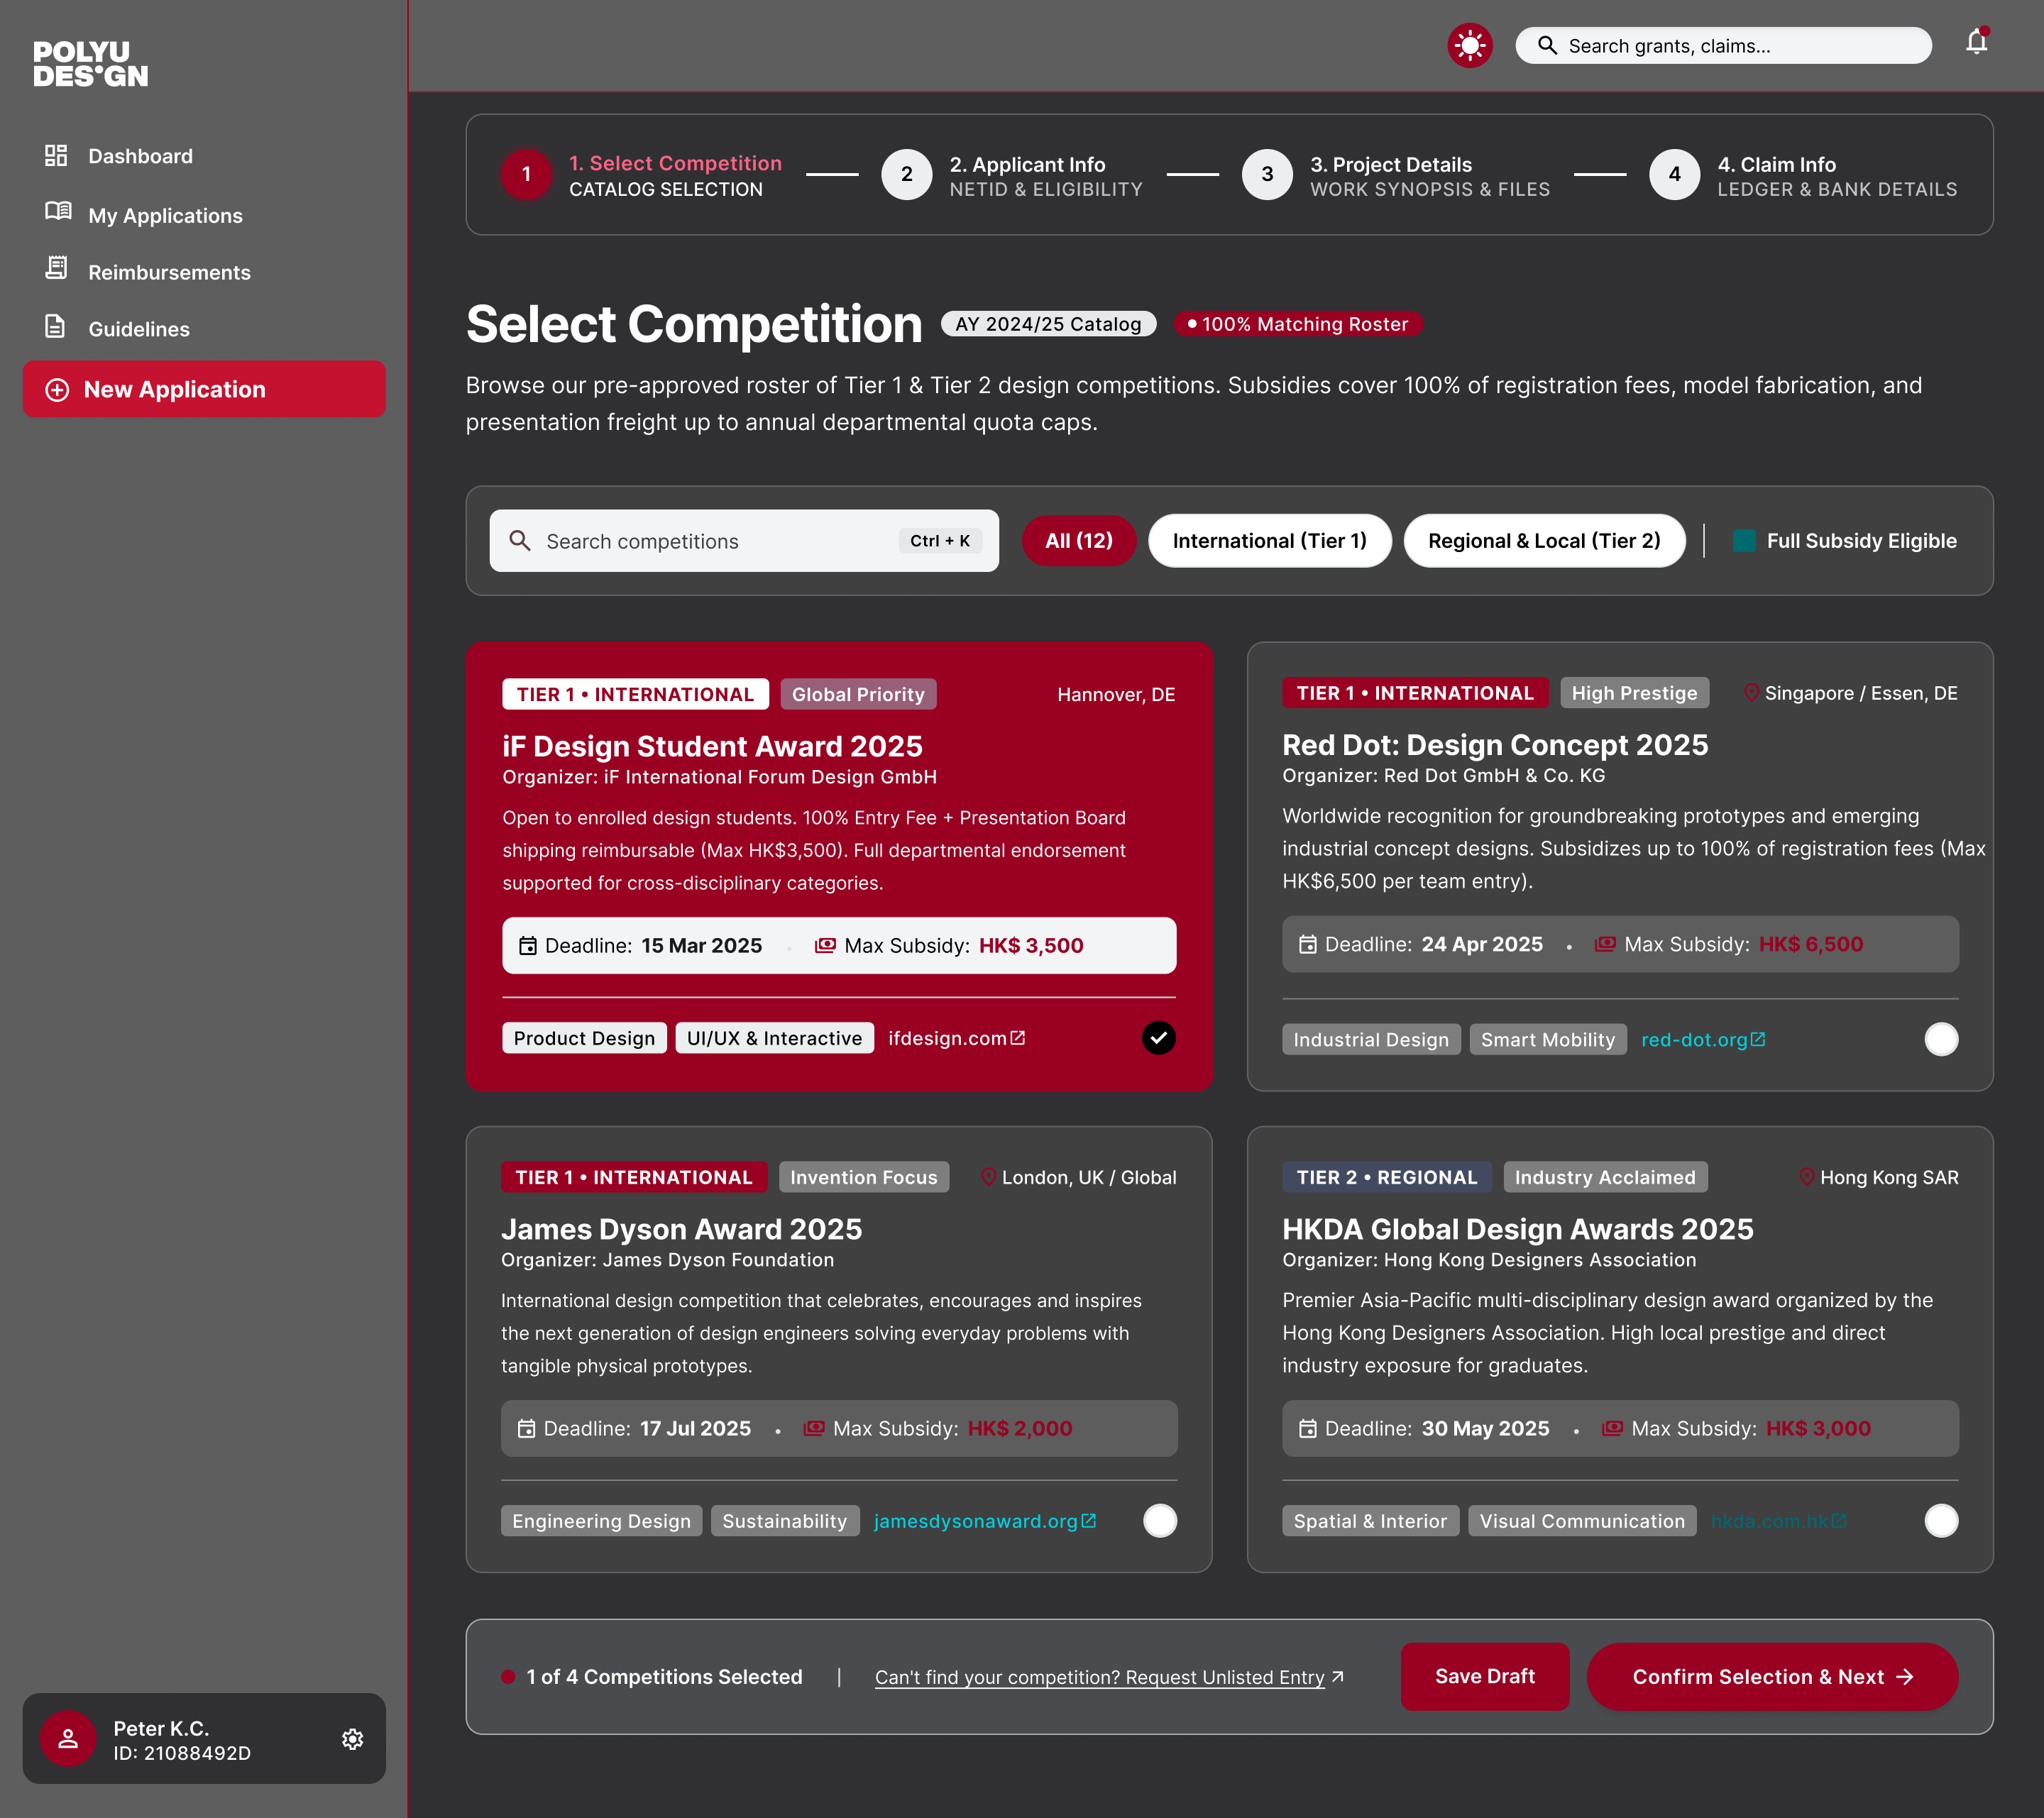 POLYU
DES*GN
Dashboard
My Applications
Reimbursements
Guidelines
New Application
Peter K.C.
ID: 21088492D
Search grants, claims...
1
1. Select Competition
CATALOG SELECTION
2
2. Applicant Info
NETID & ELIGIBILITY
3
3. Project Details
WORK SYNOPSIS & FILES
4
4. Claim Info
LEDGER & BANK DETAILS
Select Competition
AY 2024/25 Catalog
100% Matching Roster
Browse our pre-approved roster of Tier 1 & Tier 2 design competitions. Subsidies cover 100% of registration fees, model fabrication, and
presentation freight up to annual departmental quota caps.
Search competitions
Ctrl + K
All (12)
International (Tier 1)
Regional & Local (Tier 2)
Full Subsidy Eligible
TIER 1 • INTERNATIONAL
Global Priority
Hannover, DE
iF Design Student Award 2025
Organizer: iF International Forum Design GmbH
Open to enrolled design students. 100% Entry Fee + Presentation Board
shipping reimbursable (Max HK$3,500). Full departmental endorsement
supported for cross-disciplinary categories.
Deadline: 15 Mar 2025 • Max Subsidy: HK$ 3,500
Product Design
UI/UX & Interactive
ifdesign.com
TIER 1 • INTERNATIONAL
High Prestige
Singapore / Essen, DE
Red Dot: Design Concept 2025
Organizer: Red Dot GmbH & Co. KG
Worldwide recognition for groundbreaking prototypes and emerging
industrial concept designs. Subsidizes up to 100% of registration fees (Max
HK$6,500 per team entry).
Deadline: 24 Apr 2025 • Max Subsidy: HK$ 6,500
Industrial Design
Smart Mobility
red-dot.org
TIER 1 • INTERNATIONAL
Invention Focus
London, UK / Global
James Dyson Award 2025
Organizer: James Dyson Foundation
International design competition that celebrates, encourages and inspires
the next generation of design engineers solving everyday problems with
tangible physical prototypes.
Deadline: 17 Jul 2025 • Max Subsidy: HK$ 2,000
Engineering Design
Sustainability
jamesdysonaward.org
TIER 2 • REGIONAL
Industry Acclaimed
Hong Kong SAR
HKDA Global Design Awards 2025
Organizer: Hong Kong Designers Association
Premier Asia-Pacific multi-disciplinary design award organized by the
Hong Kong Designers Association. High local prestige and direct
industry exposure for graduates.
Deadline: 30 May 2025 • Max Subsidy: HK$ 3,000
Spatial & Interior
Visual Communication
hkda.com.hk
1 of 4 Competitions Selected
|
Can't find your competition? Request Unlisted Entry
Save Draft
Confirm Selection & Next